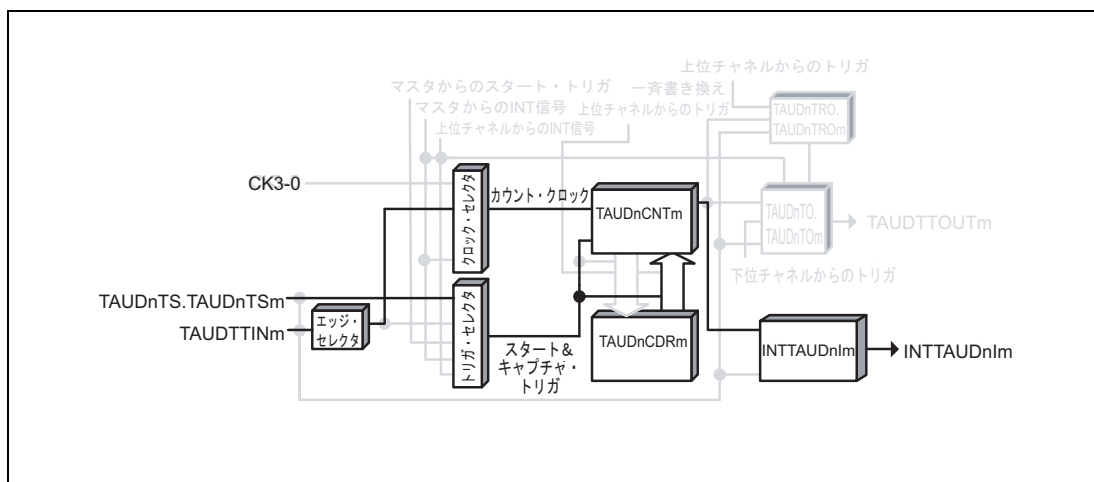 上位チャネルからのトリガ
マスタからのスタート・トリガ
一斉書き換え
マスタからのINT信号
上位チャネルからのトリガ
上位チャネルからのINT信号
TAUDnTRO.
TAUDnTROm
CK3-0
クロック・セレクタ
カウント・クロック
TAUDnCNTm
TAUDnTO.
TAUDnTOm
TAUDTTOUTm
下位チャネルからのトリガ
TAUDnTS.TAUDnTSm
TAUDTTINm
エッジ・
セレクタ
トリガ・セレクタ
スタート&
キャプチャ・
トリガ
TAUDnCDRm
INTTAUDnIm
INTTAUDnIm